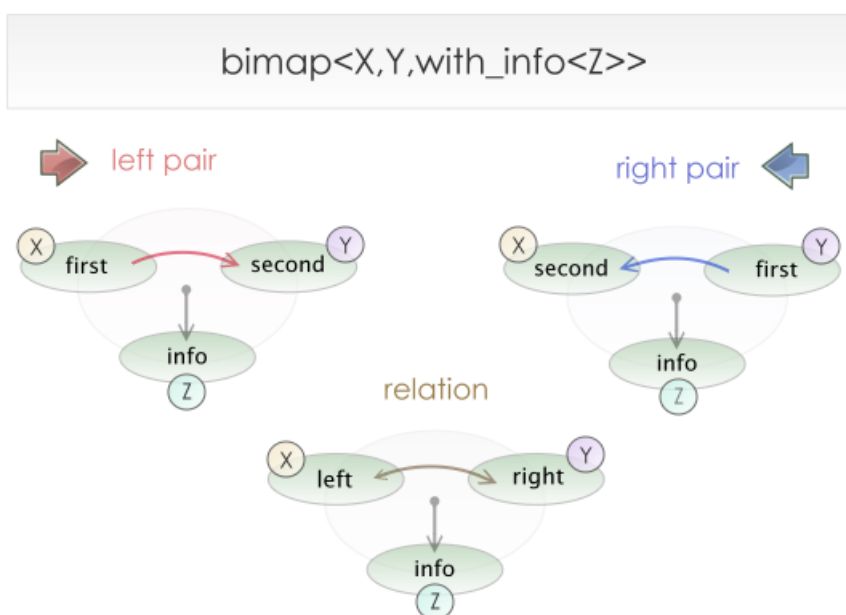 bimap<X,Y,with_info<Z>>
left pair
right pair
X
first
second
Y
info
Z
X
second
first
Y
info
Z
relation
X
left
right
Y
info
Z